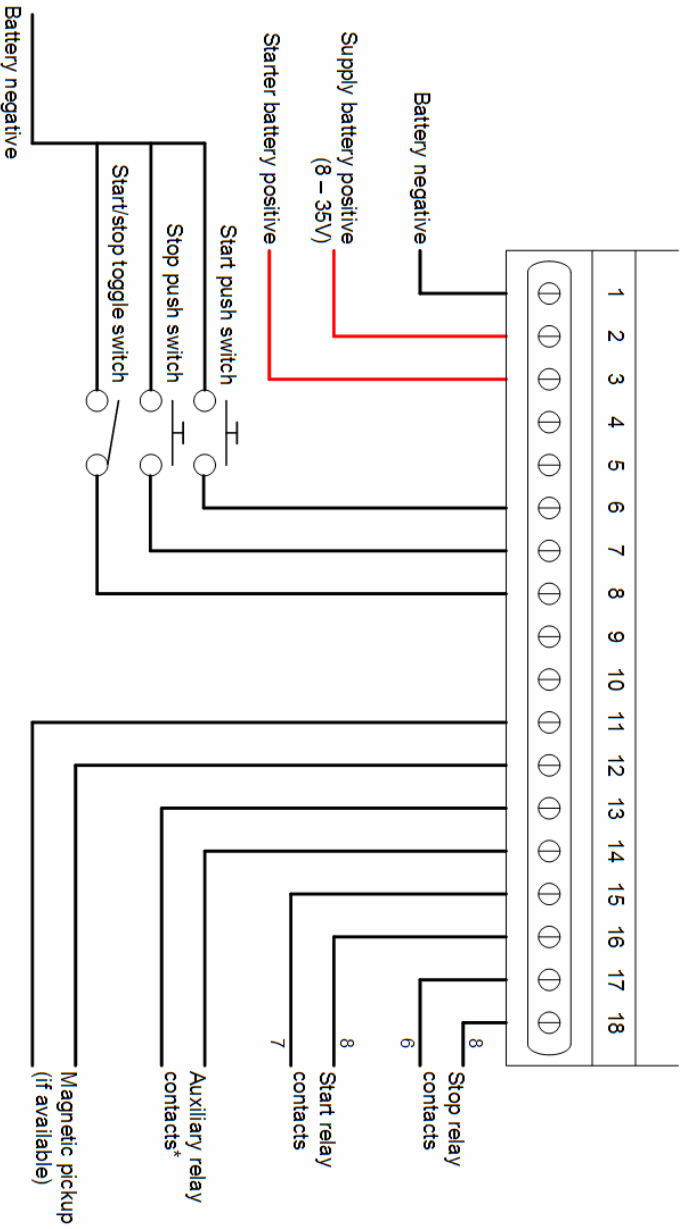 1
2
3
4
5
6
7
8
9
10
11
12
13
14
15
16
17
18
Battery negative
Supply battery positive
(8 – 35V)
Starter battery positive
Start push switch
Stop push switch
Start/stop toggle switch
Battery negative
8
6
Stop relay
contacts
8
7
Start relay
contacts
Auxiliary relay
contacts*
Magnetic pickup
(if available)